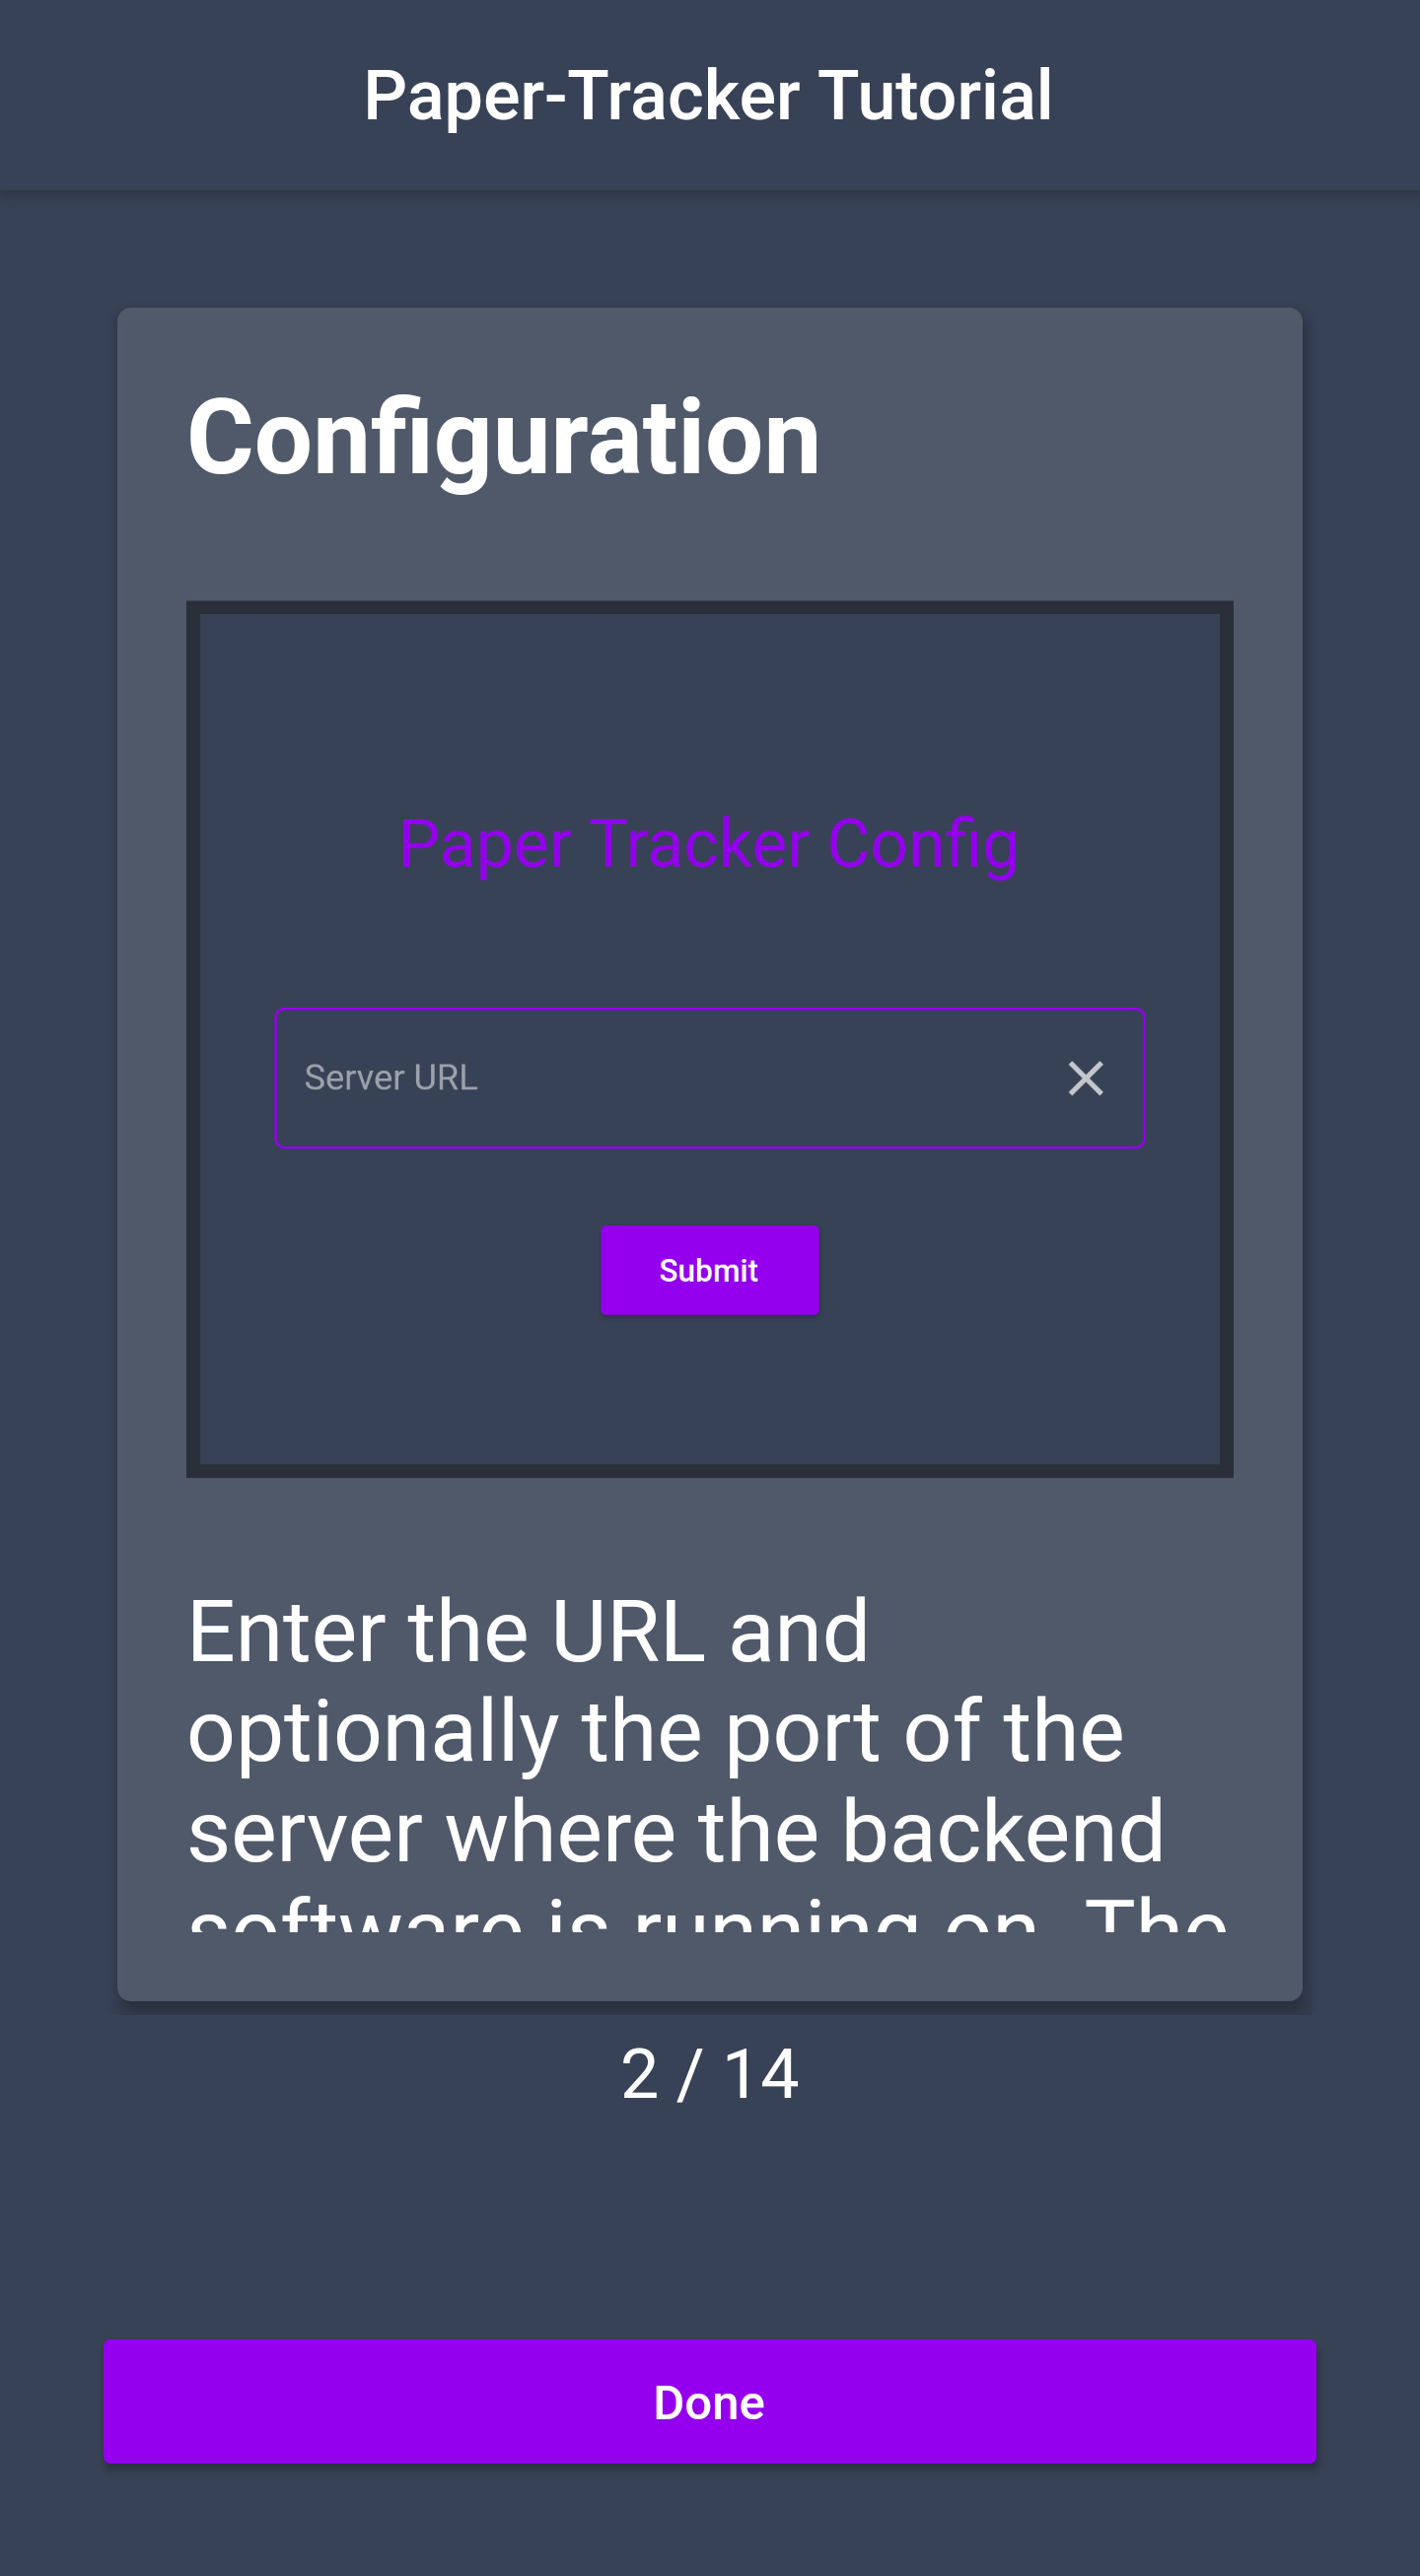 Paper-Tracker Tutorial
Configuration
Paper Tracker Config
Server URL
Submit
Enter the URL and
optionally the port of the
server where the backend
software is running on. The
2 / 14
Done